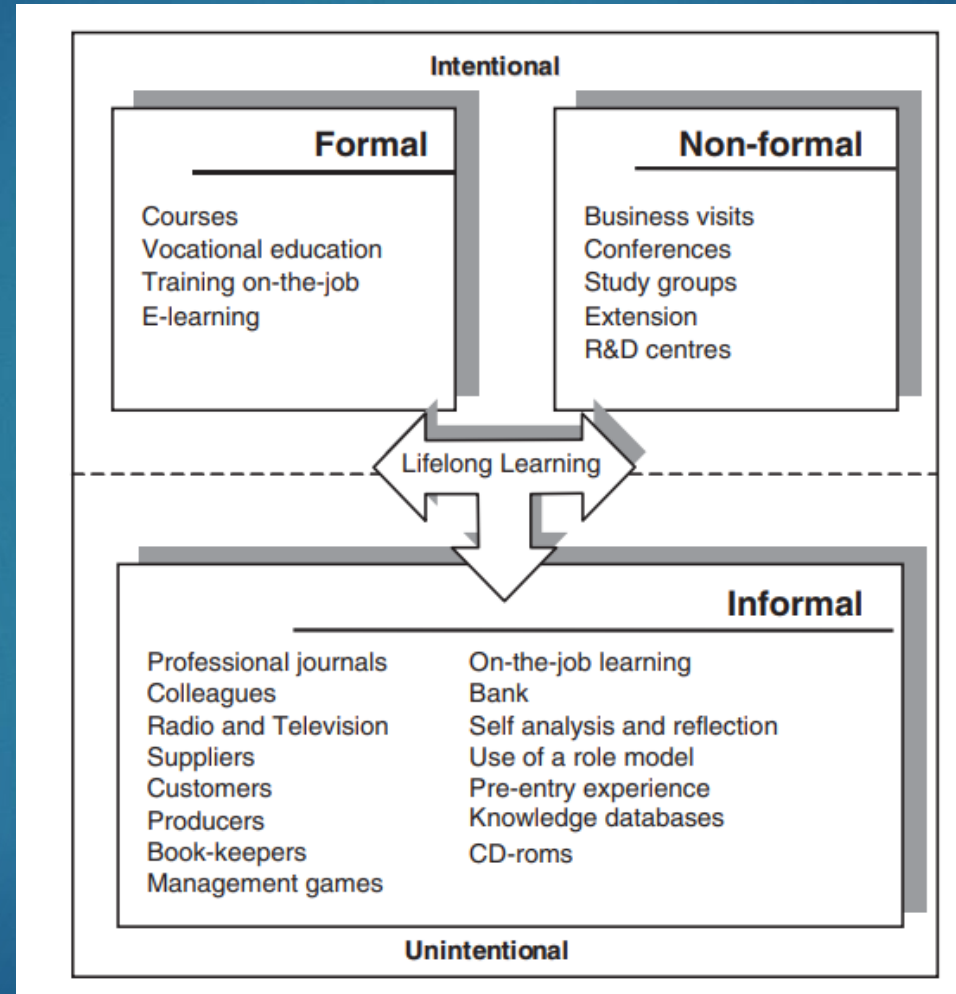 Intentional
Formal
Courses
Vocational education
Training on-the-job
E-learning
Non-formal
Business visits
Conferences
Study groups
Extension
R&D centres
Lifelong Learning
Informal
Professional journals
Colleagues
Radio and Television
Suppliers
Customers
Producers
Book-keepers
Management games
On-the-job learning
Bank
Self analysis and reflection
Use of a role model
Pre-entry experience
Knowledge databases
CD-roms
Unintentional